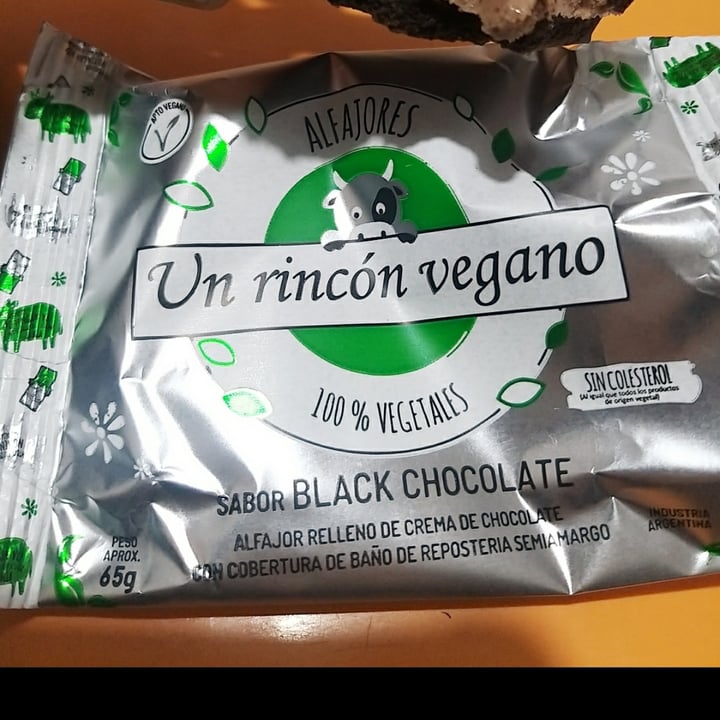 APTO VEGANO
ALFAJORES
Un rincón vegano
100 % VEGETALES
SIN COLESTEROL
(Al igual que todos los productos
de origen vegetal)
SABOR BLACK CHOCOLATE
ALFAJOR RELLENO DE CREMA DE CHOCOLATE
CON COBERTURA DE BAÑO DE REPOSTERIA SEMIAMARGO
PESO
APROX.
65g
INDUSTRIA
ARGENTINA